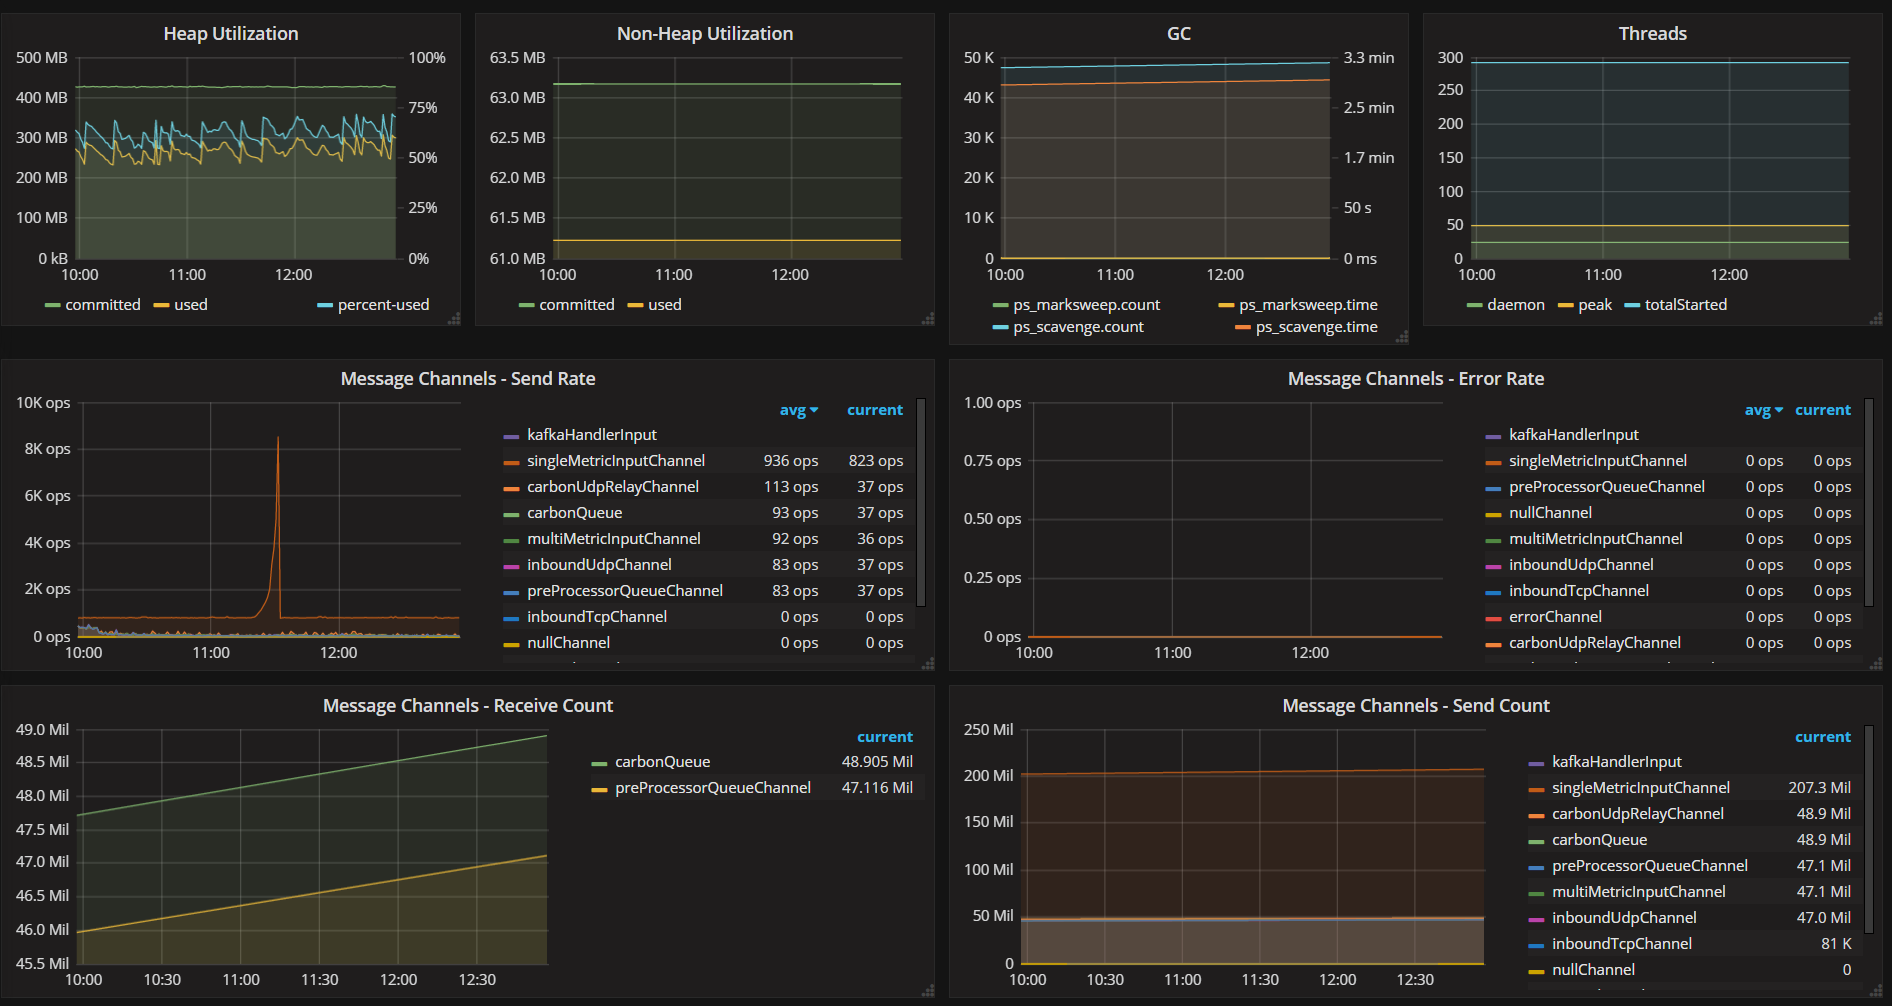 Heap Utilization
500 MB
400 MB
300 MB
200 MB
100 MB
0 kB
100%
75%
50%
25%
0%
10:00 11:00 12:00
committed used percent-used
Non-Heap Utilization
63.5 MB
63.0 MB
62.5 MB
62.0 MB
61.5 MB
61.0 MB
10:00 11:00 12:00
committed used
GC
50 K
40 K
30 K
20 K
10 K
0
3.3 min
2.5 min
1.7 min
50 s
0 ms
10:00 11:00 12:00
ps_marksweep.count ps_marksweep.time
ps_scavenge.count ps_scavenge.time
Threads
300
250
200
150
100
50
0
10:00 11:00 12:00
daemon peak totalStarted
Message Channels - Send Rate
10K ops
8K ops
6K ops
4K ops
2K ops
0 ops
10:00 11:00 12:00
avg current
kafkaHandlerInput
singleMetricInputChannel 936 ops 823 ops
carbonUdpRelayChannel 113 ops 37 ops
carbonQueue 93 ops 37 ops
multiMetricInputChannel 92 ops 36 ops
inboundUdpChannel 83 ops 37 ops
preProcessorQueueChannel 83 ops 37 ops
inboundTcpChannel 0 ops 0 ops
nullChannel 0 ops 0 ops
Message Channels - Error Rate
1.00 ops
0.75 ops
0.50 ops
0.25 ops
0 ops
10:00 11:00 12:00
avg current
kafkaHandlerInput
singleMetricInputChannel 0 ops 0 ops
preProcessorQueueChannel 0 ops 0 ops
nullChannel 0 ops 0 ops
multiMetricInputChannel 0 ops 0 ops
inboundUdpChannel 0 ops 0 ops
inboundTcpChannel 0 ops 0 ops
errorChannel 0 ops 0 ops
carbonUdpRelayChannel 0 ops 0 ops
Message Channels - Receive Count
49.0 Mil
48.5 Mil
48.0 Mil
47.5 Mil
47.0 Mil
46.5 Mil
46.0 Mil
45.5 Mil
10:00 10:30 11:00 11:30 12:00 12:30
current
carbonQueue 48.905 Mil
preProcessorQueueChannel 47.116 Mil
Message Channels - Send Count
250 Mil
200 Mil
150 Mil
100 Mil
50 Mil
0
10:00 10:30 11:00 11:30 12:00 12:30
current
kafkaHandlerInput
singleMetricInputChannel 207.3 Mil
carbonUdpRelayChannel 48.9 Mil
carbonQueue 48.9 Mil
preProcessorQueueChannel 47.1 Mil
multiMetricInputChannel 47.1 Mil
inboundUdpChannel 47.0 Mil
inboundTcpChannel 81 K
nullChannel 0